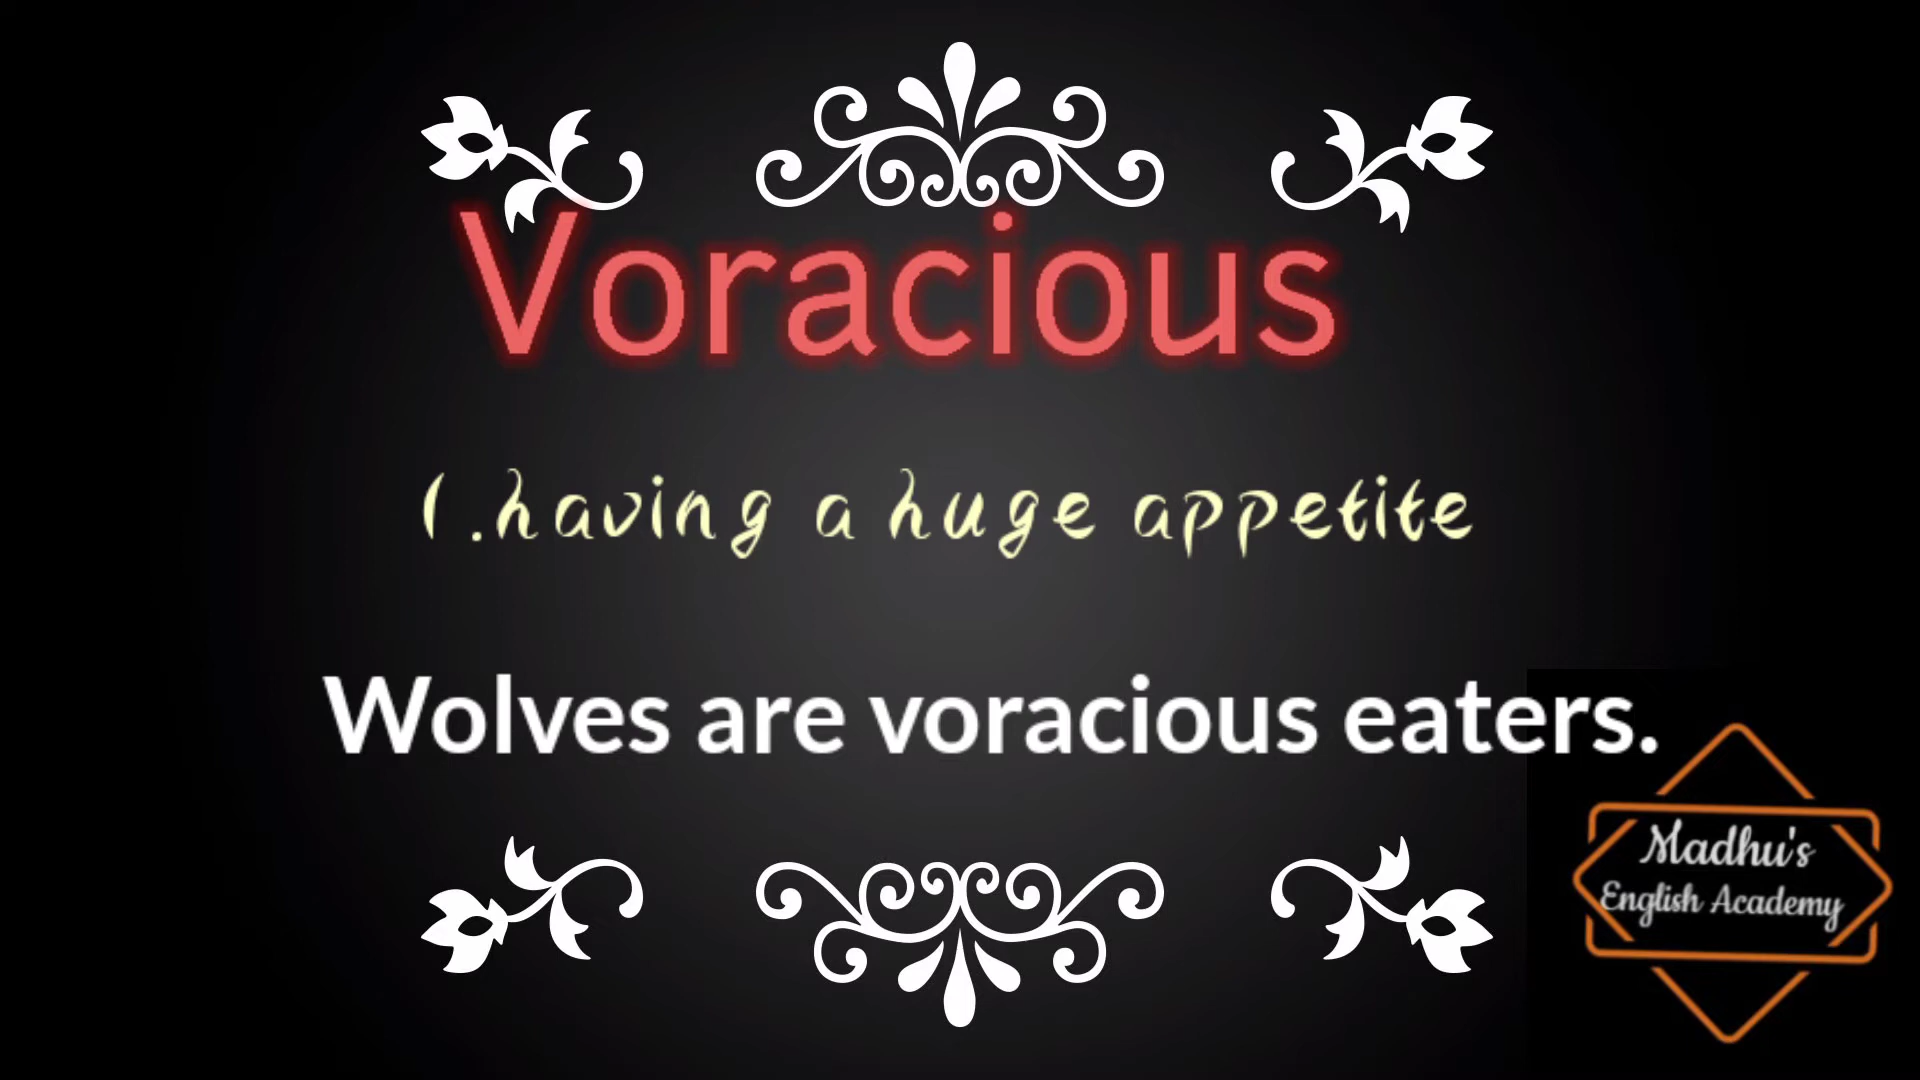 Voracious
1.having a huge appetite
Wolves are voracious eaters.
Madhu's
English Academy